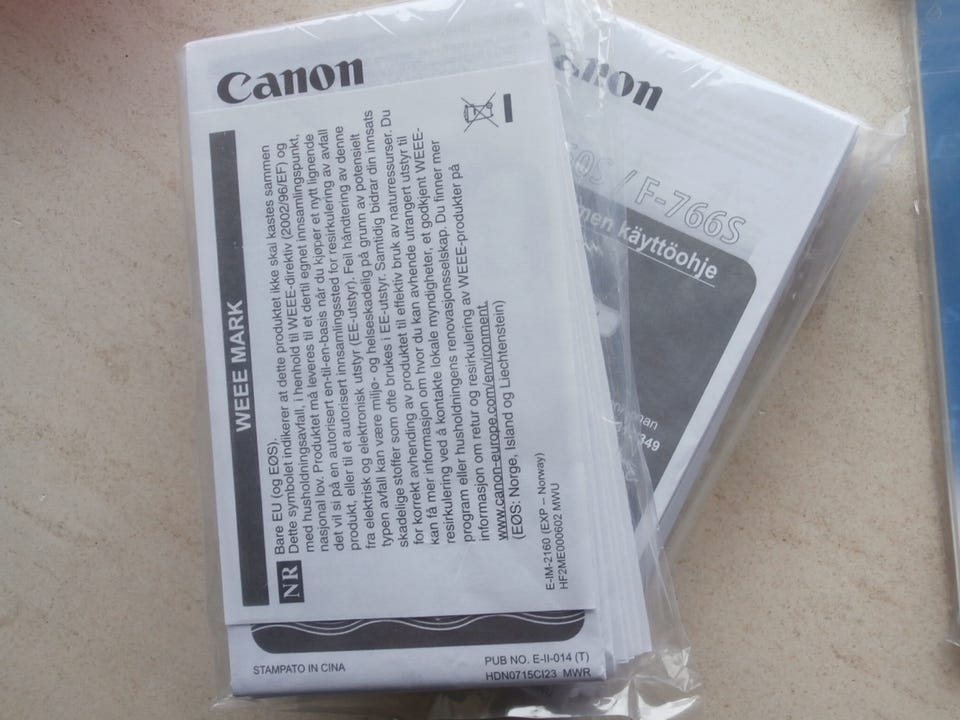 Canon
WEEE MARK
NR
Bare EU (og EØS).
Dette symbolet indikerer at dette produktet ikke skal kastes sammen
med husholdningsavfall, i henhold til WEEE-direktiv (2002/96/EF) og
nasjonal lov. Produktet må leveres til et dertil egnet innsamlingspunkt,
det vil si på en autorisert en-til-en-basis når du kjøper et nytt lignende
produkt, eller til et autorisert innsamlingssted for resirkulering av avfall
fra elektrisk og elektronisk utstyr (EE-utstyr). Feil håndtering av denne
typen avfall kan være miljø- og helseskadelig på grunn av potensielt
skadelige stoffer som ofte brukes i EE-utstyr. Samtidig bidrar din innsats
for korrekt avhending av produktet til effektiv bruk av naturressurser. Du
kan få mer informasjon om hvor du kan avhende utrangert utstyr til
resirkulering ved å kontakte lokale myndigheter, et godkjent WEEE-
program eller husholdningens renovasjonsselskap. Du finner mer
informasjon om retur og resirkulering av WEEE-produkter på
www.canon-europe.com/environment.
(EØS: Norge, Island og Liechtenstein)
E-IM-2160 (EXP – Norway)
HF2ME000602 MWU
STAMPATO IN CINA
PUB NO. E-II-014 (T)
HDN0715CI23 MWR
Canon
/ F-766S
käyttöohje
349